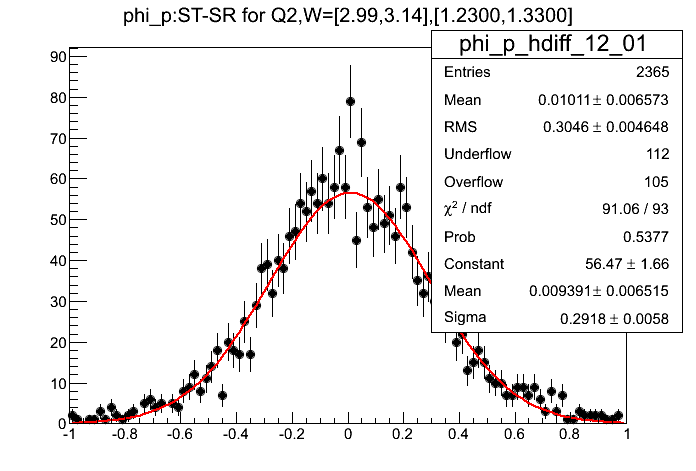 phi_p:ST-SR for Q2,W=[2.99,3.14],[1.2300,1.3300]
phi_p_hdiff_12_01
Entries 2365
Mean 0.01011 ± 0.006573
RMS 0.3046 ± 0.004648
Underflow 112
Overflow 105
χ² / ndf 91.06 / 93
Prob 0.5377
Constant 56.47 ± 1.66
Mean 0.009391 ± 0.006515
Sigma 0.2918 ± 0.0058
90
80
70
60
50
40
30
20
10
0
-1 -0.8 -0.6 -0.4 -0.2 0 0.2 0.4 0.6 0.8 1